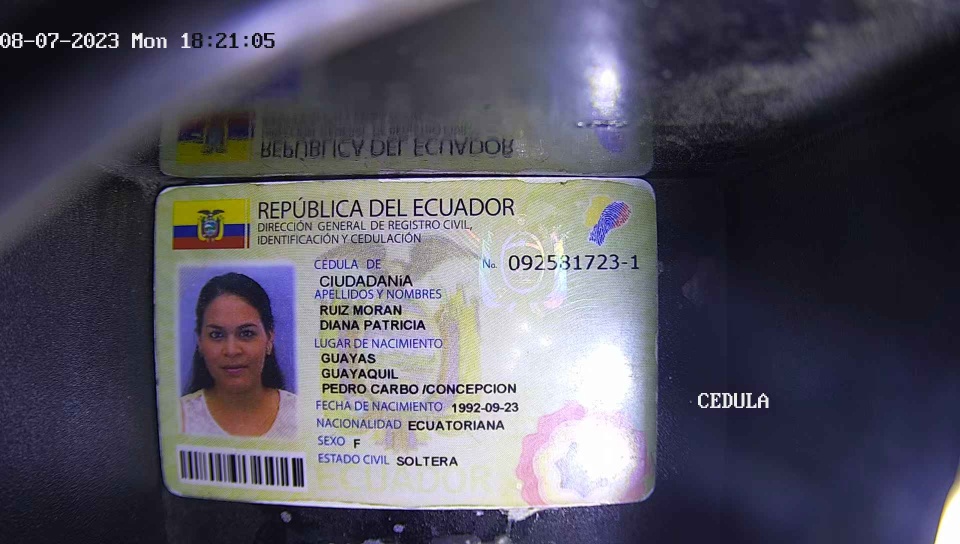 08-07-2023 Mon 18:21:05
REPÚBLICA DEL ECUADOR
REPÚBLICA DEL ECUADOR
DIRECCIÓN GENERAL DE REGISTRO CIVIL,
IDENTIFICACIÓN Y CEDULACIÓN
CÉDULA DE No. 092581723-1
CIUDADANíA
APELLIDOS Y NOMBRES
RUIZ MORAN
DIANA PATRICIA
LUGAR DE NACIMIENTO
GUAYAS
GUAYAQUIL
PEDRO CARBO /CONCEPCION
FECHA DE NACIMIENTO 1992-09-23
NACIONALIDAD ECUATORIANA
SEXO F
ESTADO CIVIL SOLTERA
ECUADOR
CEDULA